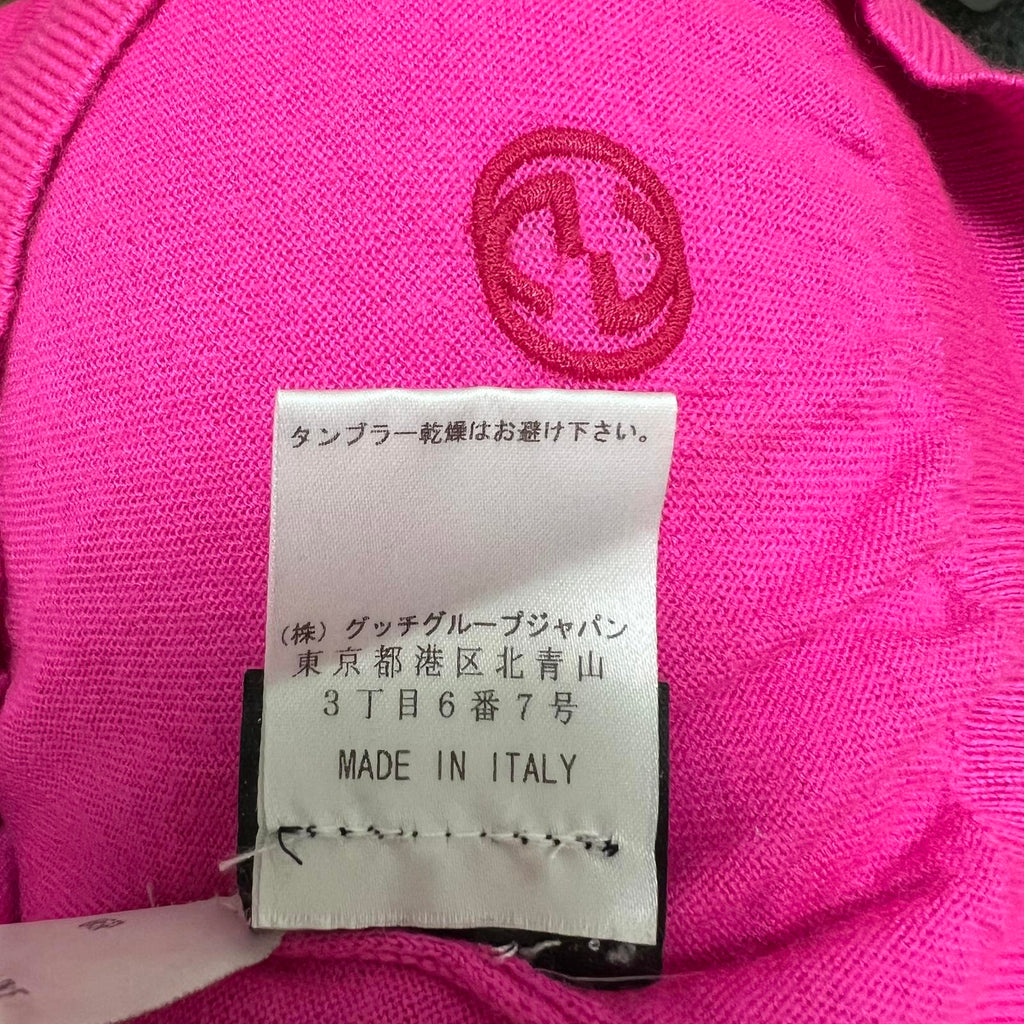 タンブラー乾燥はお避け下さい。
（株）グッチグループジャパン
東京都港区北青山
3丁目6番7号
MADE IN ITALY